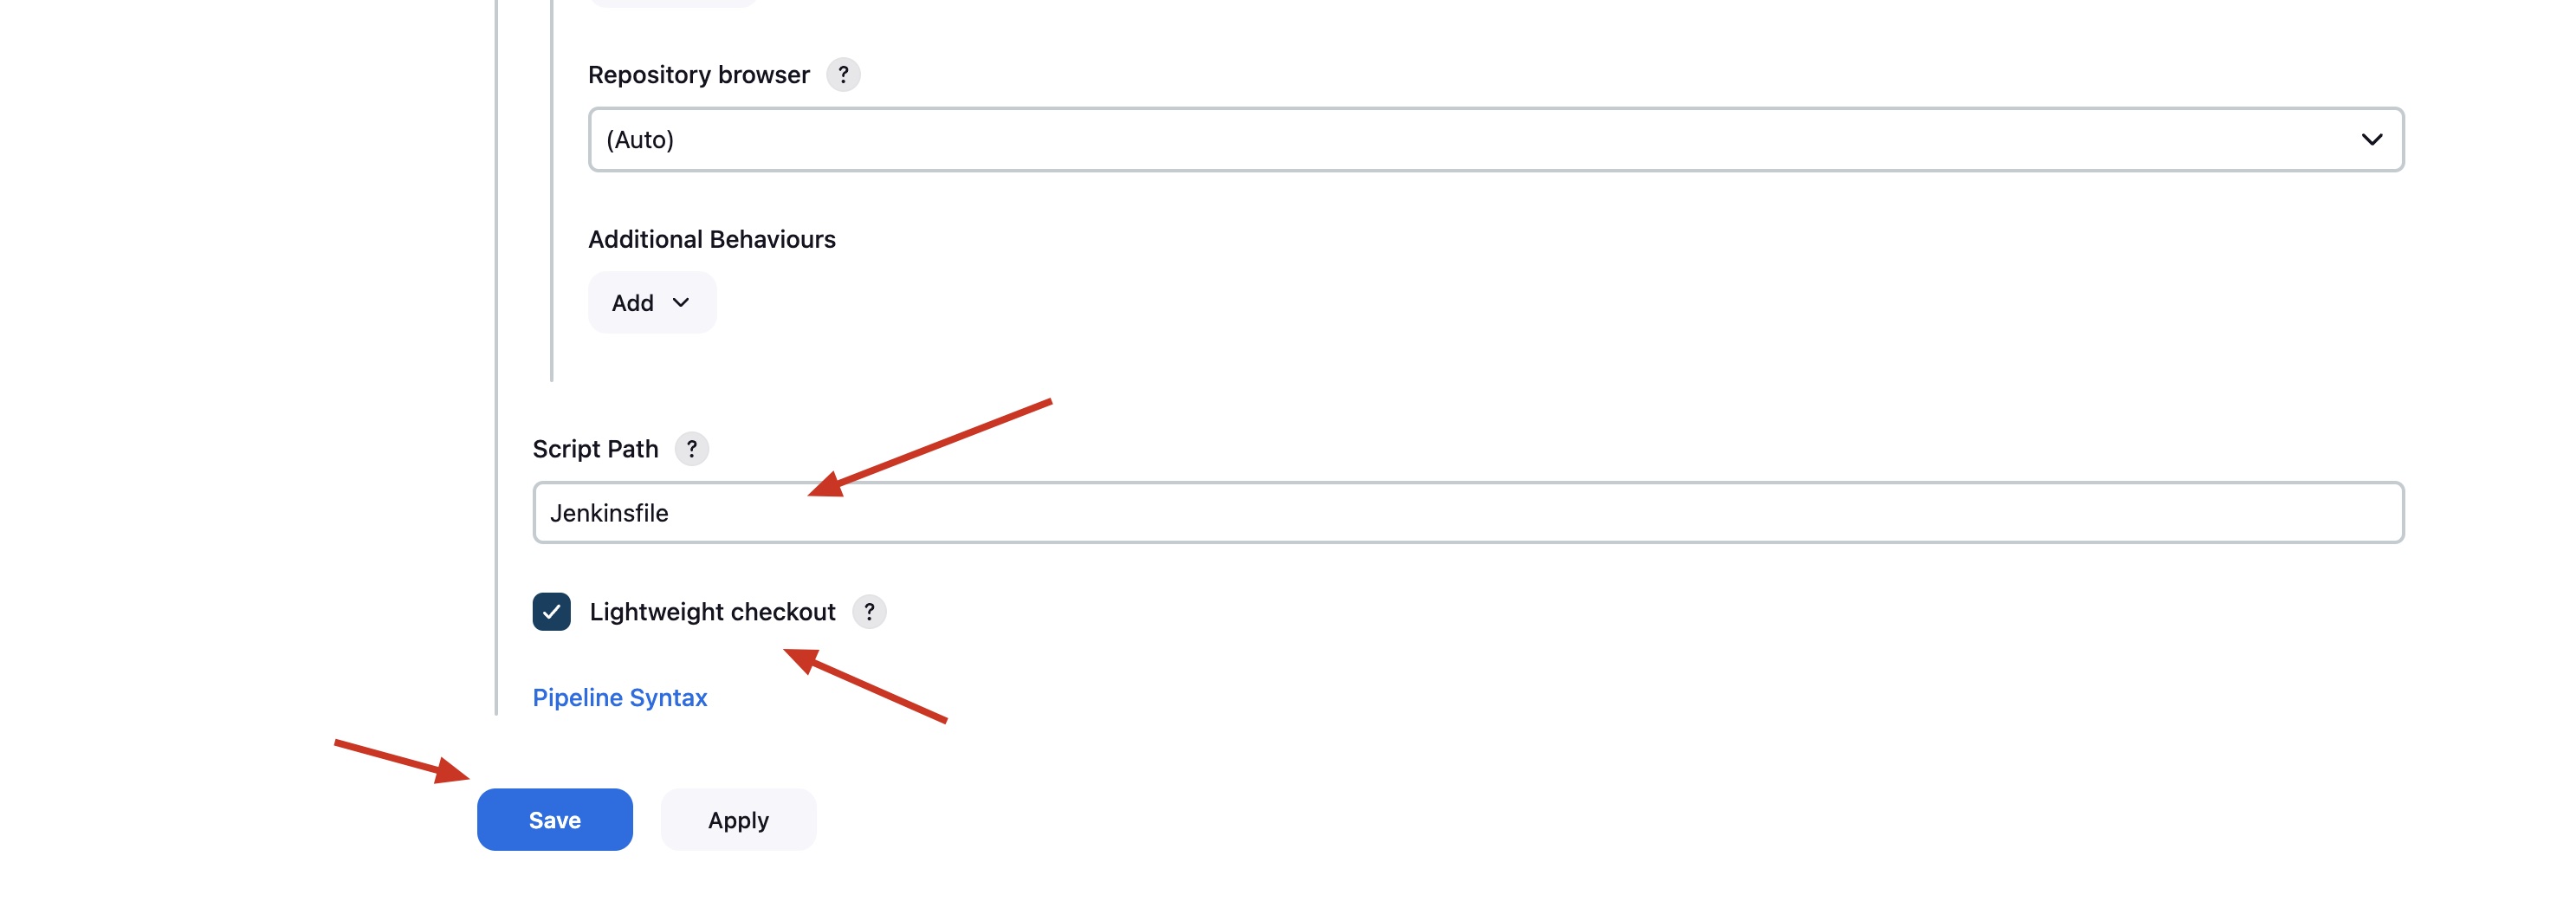 Repository browser ?
(Auto)
Additional Behaviours
Add
Script Path ?
Jenkinsfile
Lightweight checkout ?
Pipeline Syntax
Save Apply